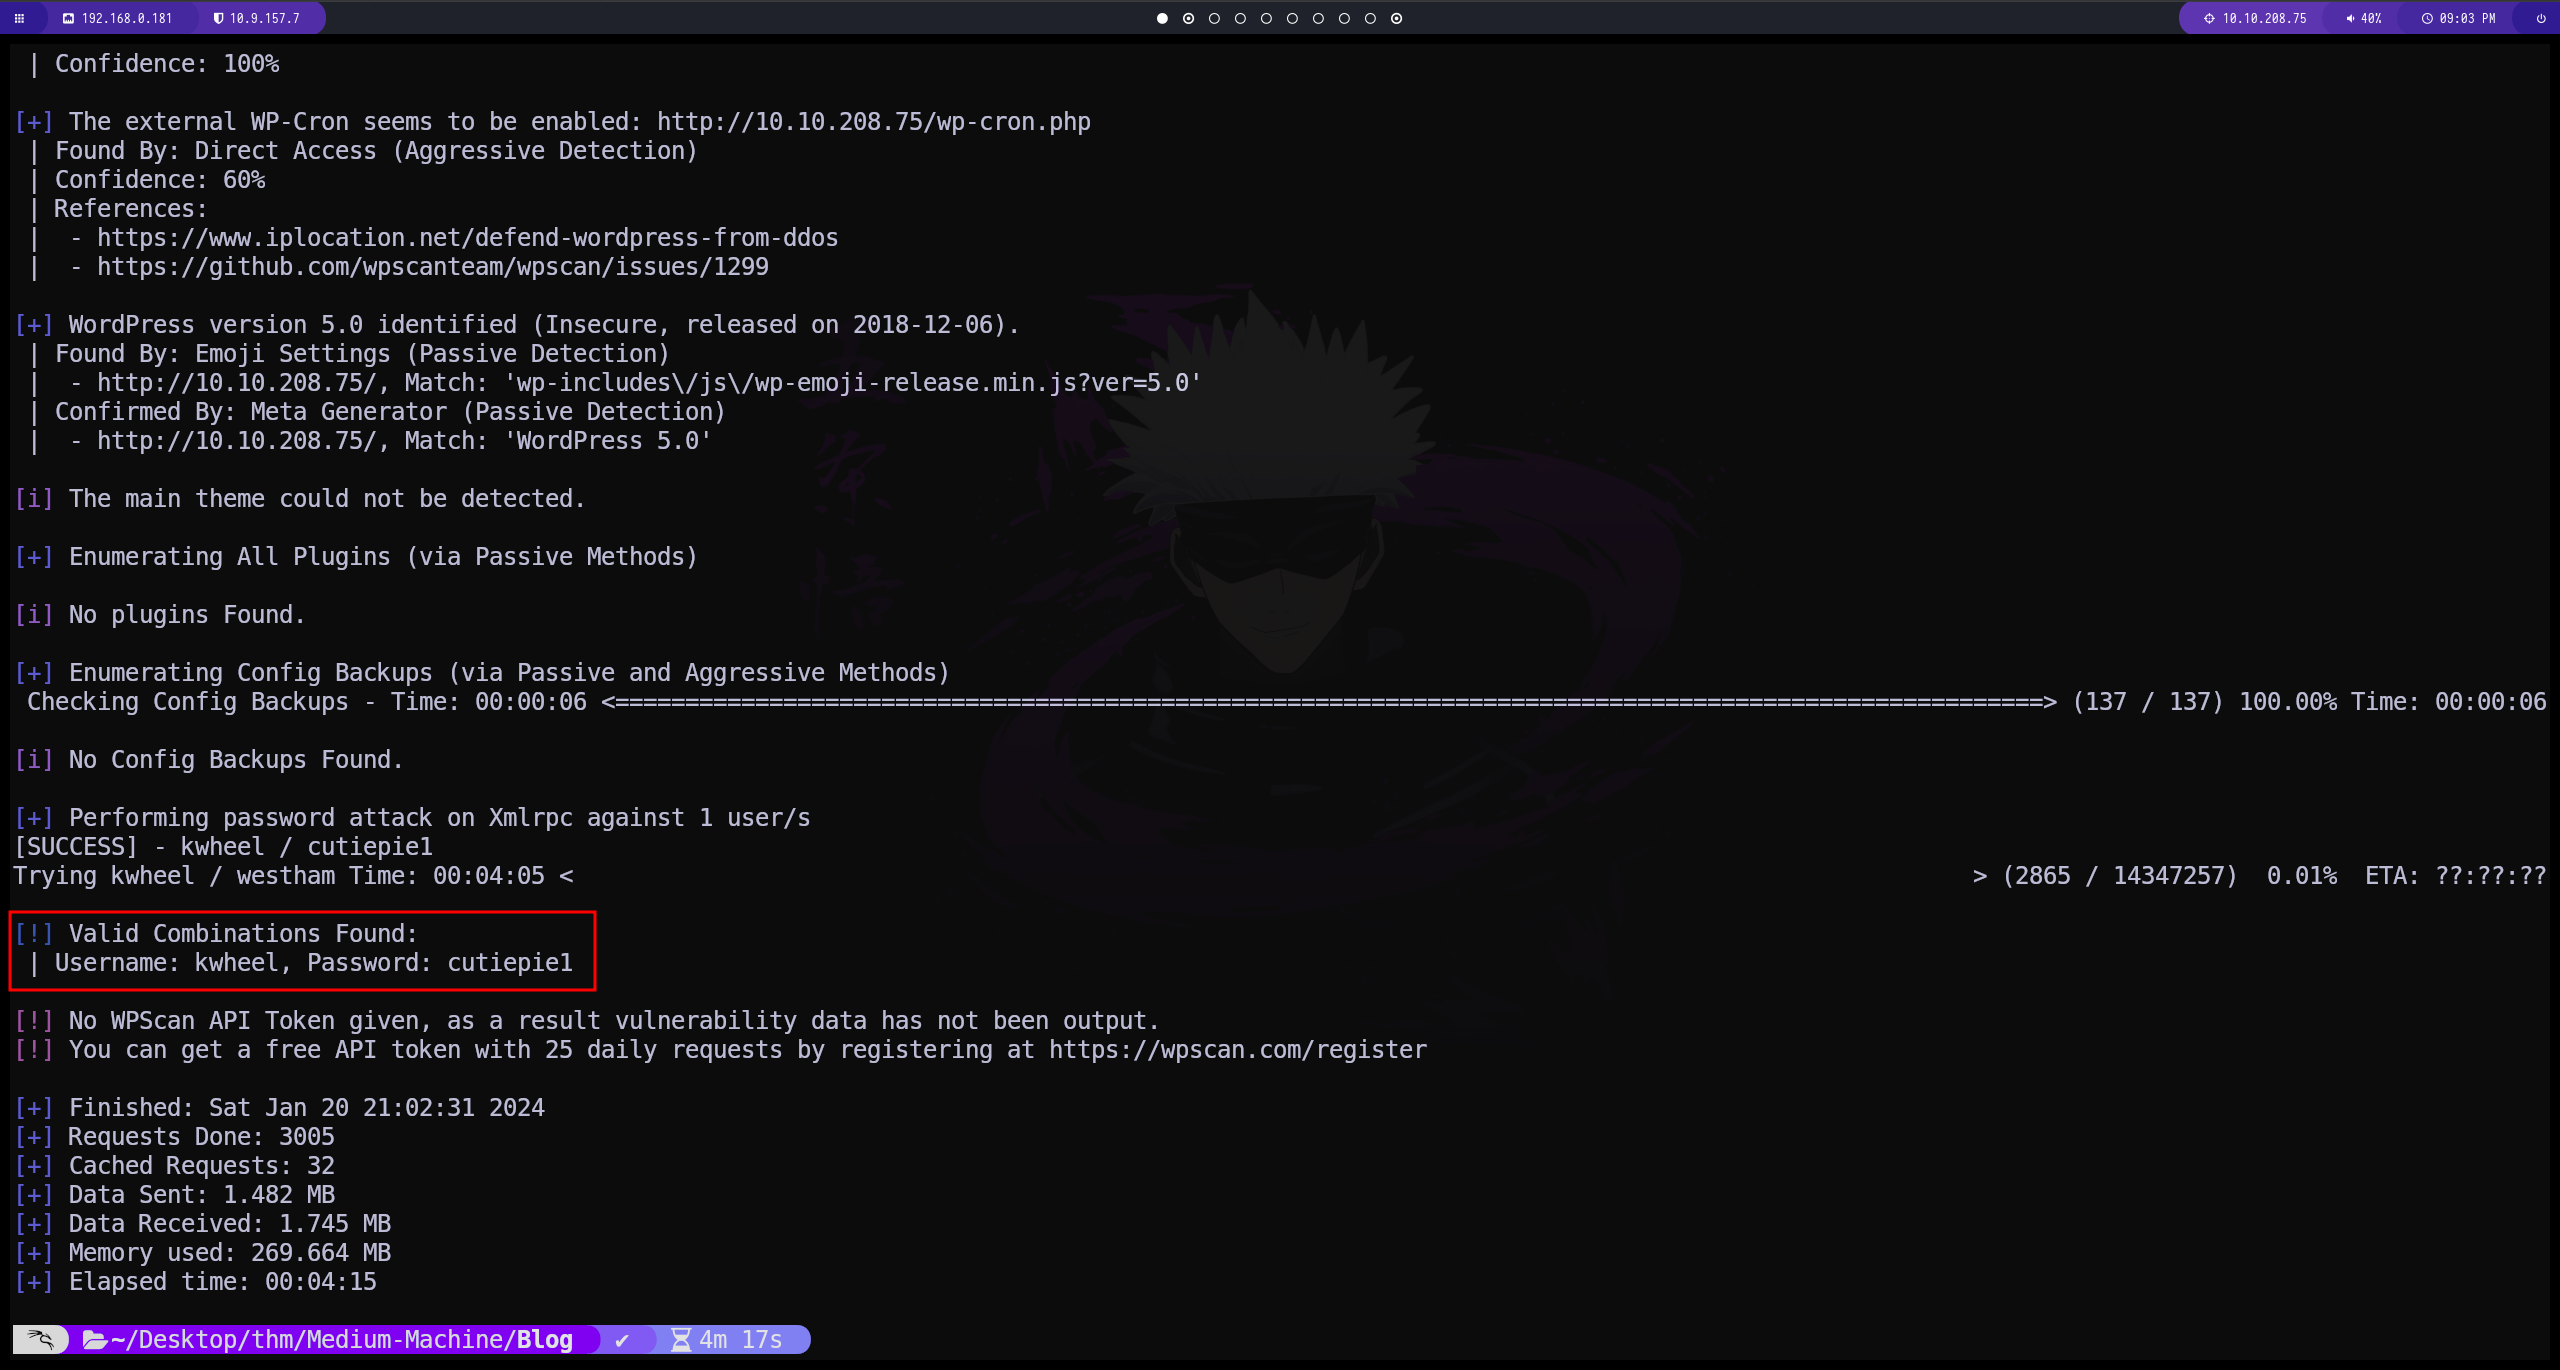 192.168.0.181 10.9.157.7 10.10.208.75 40% 09:03 PM
| Confidence: 100%
[+] The external WP-Cron seems to be enabled: http://10.10.208.75/wp-cron.php
| Found By: Direct Access (Aggressive Detection)
| Confidence: 60%
| References:
|  - https://www.iplocation.net/defend-wordpress-from-ddos
|  - https://github.com/wpscanteam/wpscan/issues/1299
[+] WordPress version 5.0 identified (Insecure, released on 2018-12-06).
| Found By: Emoji Settings (Passive Detection)
|  - http://10.10.208.75/, Match: 'wp-includes\/js\/wp-emoji-release.min.js?ver=5.0'
| Confirmed By: Meta Generator (Passive Detection)
|  - http://10.10.208.75/, Match: 'WordPress 5.0'
[i] The main theme could not be detected.
[+] Enumerating All Plugins (via Passive Methods)
[i] No plugins Found.
[+] Enumerating Config Backups (via Passive and Aggressive Methods)
Checking Config Backups - Time: 00:00:06 <======================================================================================================> (137 / 137) 100.00% Time: 00:00:06
[i] No Config Backups Found.
[+] Performing password attack on Xmlrpc against 1 user/s
[SUCCESS] - kwheel / cutiepie1
Trying kwheel / westham Time: 00:04:05 < > (2865 / 14347257)  0.01%  ETA: ??:??:??
[!] Valid Combinations Found:
| Username: kwheel, Password: cutiepie1
[!] No WPScan API Token given, as a result vulnerability data has not been output.
[!] You can get a free API token with 25 daily requests by registering at https://wpscan.com/register
[+] Finished: Sat Jan 20 21:02:31 2024
[+] Requests Done: 3005
[+] Cached Requests: 32
[+] Data Sent: 1.482 MB
[+] Data Received: 1.745 MB
[+] Memory used: 269.664 MB
[+] Elapsed time: 00:04:15
~/Desktop/thm/Medium-Machine/Blog ✔ 4m 17s